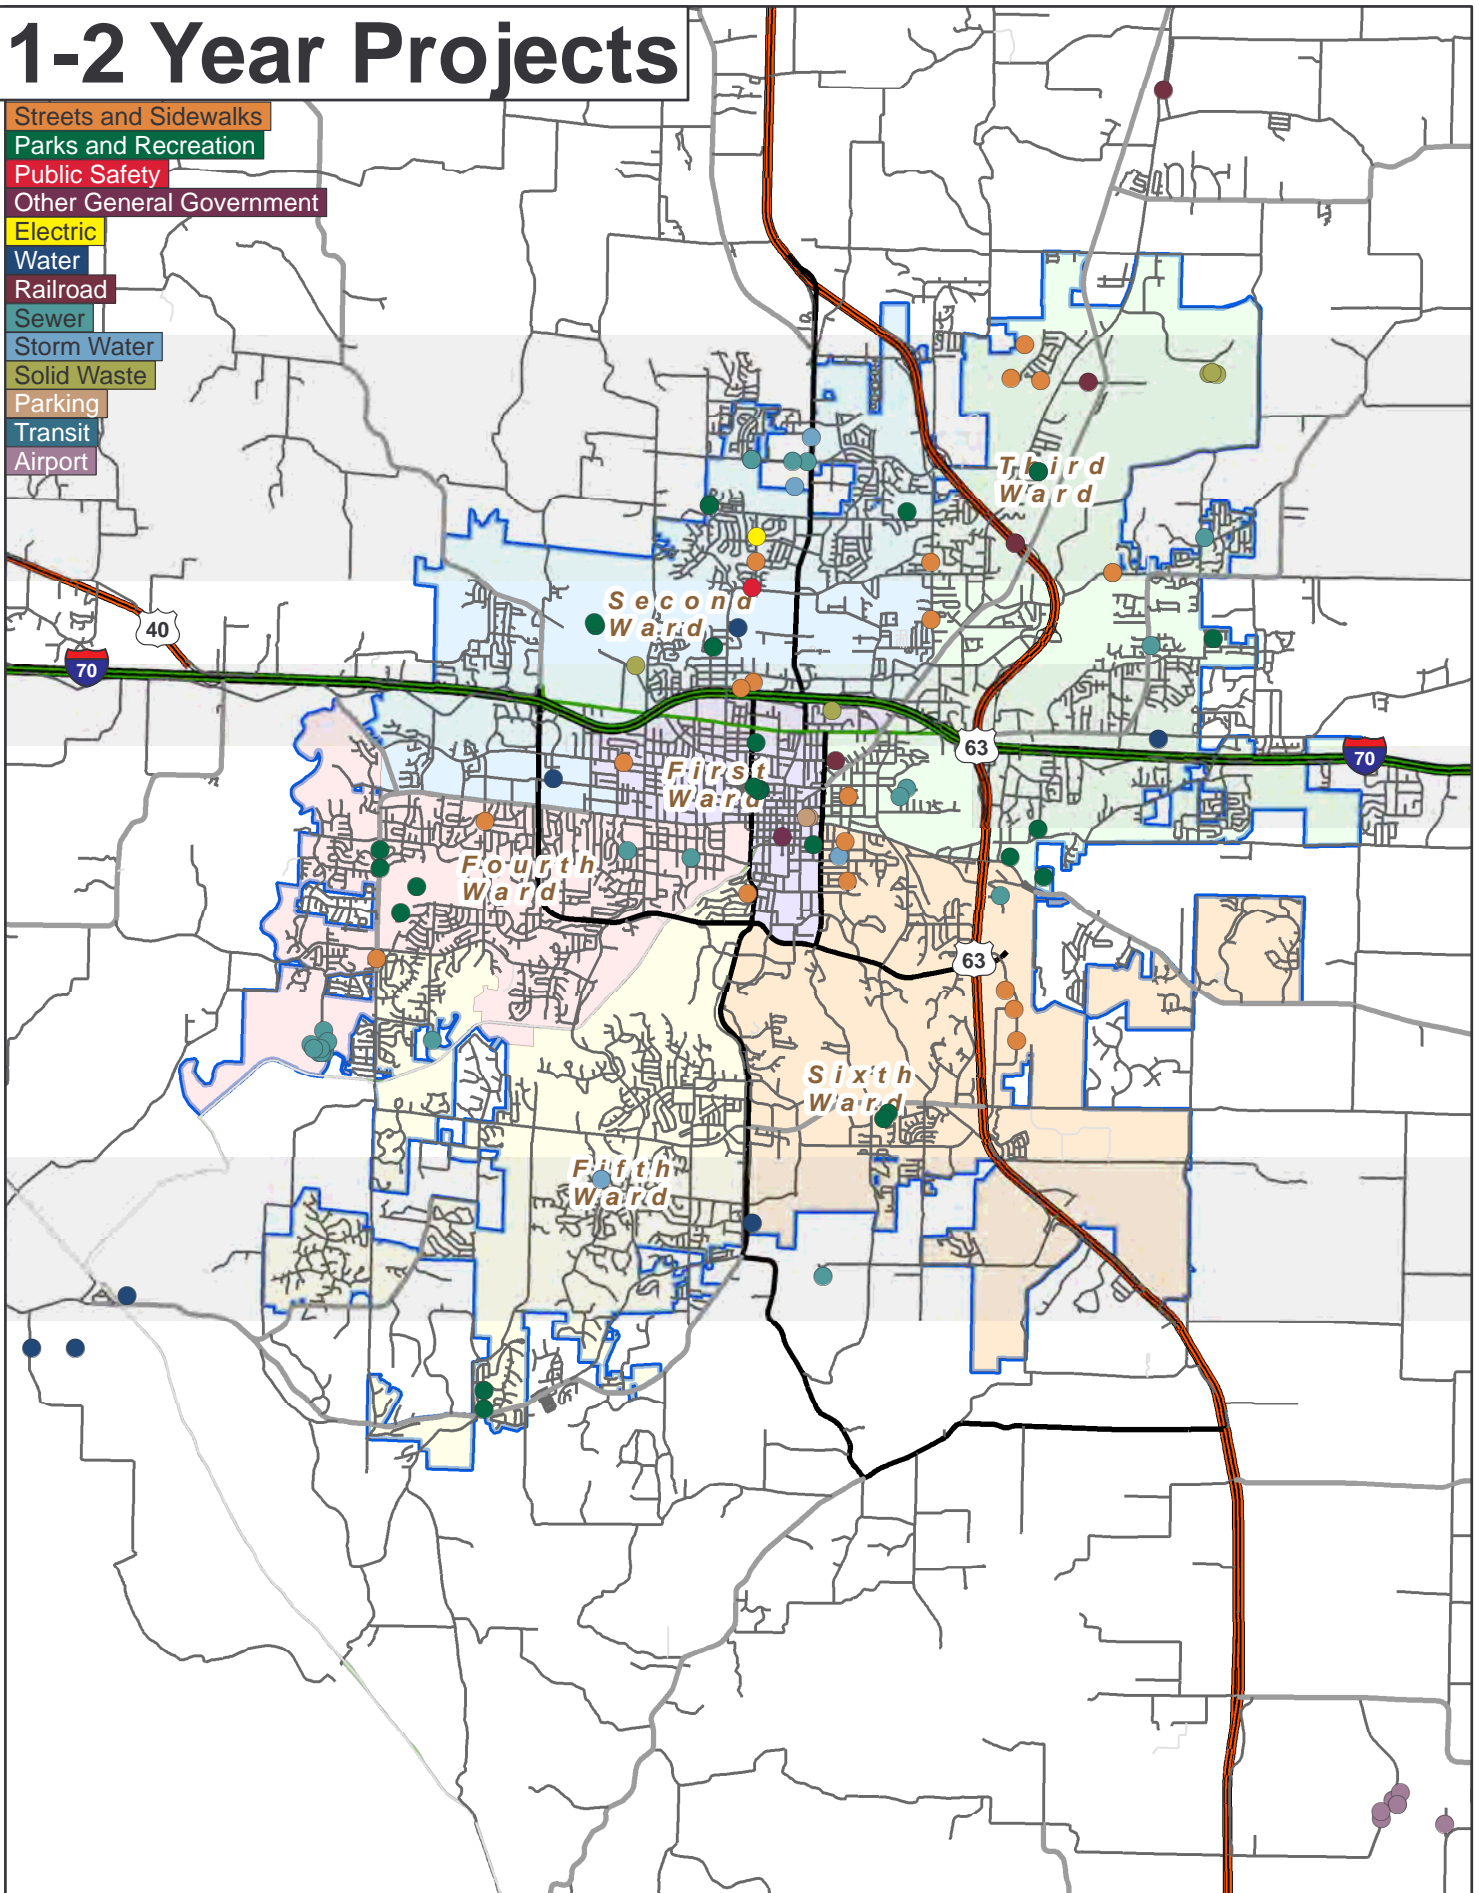 1-2 Year Projects
Streets and Sidewalks
Parks and Recreation
Public Safety
Other General Government
Electric
Water
Railroad
Sewer
Storm Water
Solid Waste
Parking
Transit
Airport
Third
Ward
Second
Ward
40
70
63
70
First
Ward
Fourth
Ward
63
Sixth
Ward
Fifth
Ward